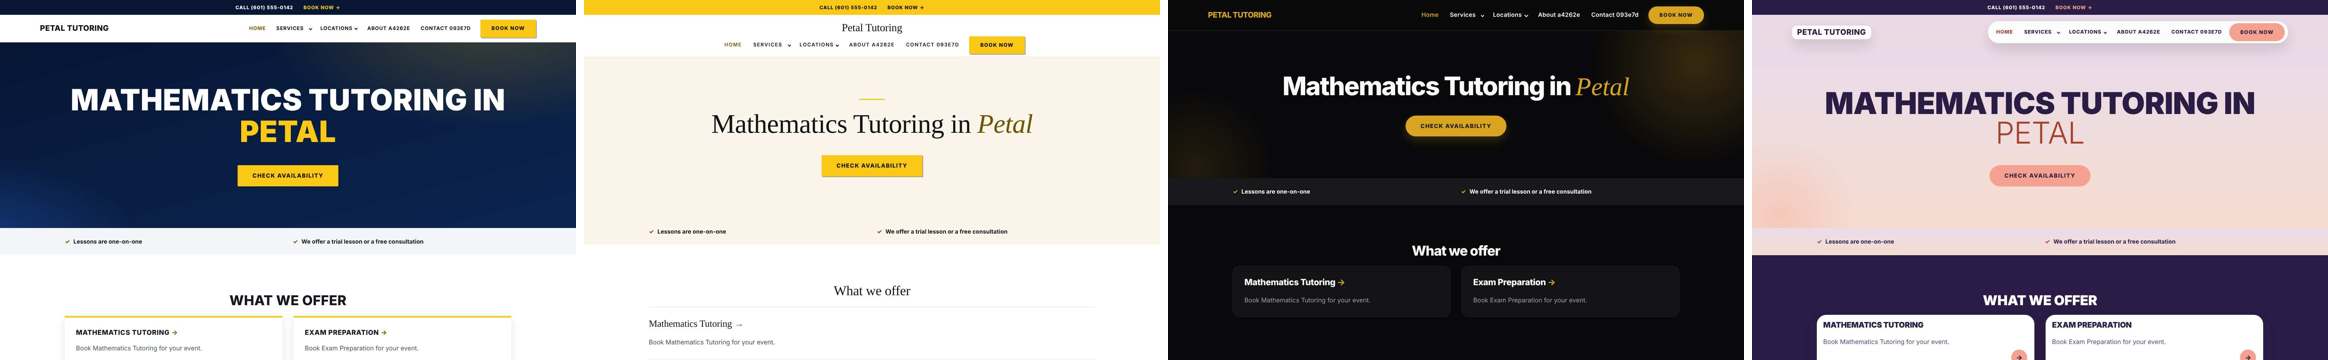 CALL (601) 555-0142 BOOK NOW →
PETAL TUTORING
HOME SERVICES LOCATIONS ABOUT A4262E CONTACT 093E7D BOOK NOW
MATHEMATICS TUTORING IN
PETAL
CHECK AVAILABILITY
✓ Lessons are one-on-one
✓ We offer a trial lesson or a free consultation
WHAT WE OFFER
MATHEMATICS TUTORING →
Book Mathematics Tutoring for your event.
EXAM PREPARATION →
Book Exam Preparation for your event.
CALL (601) 555-0142 BOOK NOW →
Petal Tutoring
HOME SERVICES LOCATIONS ABOUT A4262E CONTACT 093E7D BOOK NOW
Mathematics Tutoring in Petal
CHECK AVAILABILITY
✓ Lessons are one-on-one
✓ We offer a trial lesson or a free consultation
What we offer
Mathematics Tutoring →
Book Mathematics Tutoring for your event.
PETAL TUTORING
Home Services Locations About a4262e Contact 093e7d BOOK NOW
Mathematics Tutoring in Petal
CHECK AVAILABILITY
✓ Lessons are one-on-one
✓ We offer a trial lesson or a free consultation
What we offer
Mathematics Tutoring →
Book Mathematics Tutoring for your event.
Exam Preparation →
Book Exam Preparation for your event.
CALL (601) 555-0142 BOOK NOW →
PETAL TUTORING
HOME SERVICES LOCATIONS ABOUT A4262E CONTACT 093E7D BOOK NOW
MATHEMATICS TUTORING IN
PETAL
CHECK AVAILABILITY
✓ Lessons are one-on-one
✓ We offer a trial lesson or a free consultation
WHAT WE OFFER
MATHEMATICS TUTORING
Book Mathematics Tutoring for your event.
→
EXAM PREPARATION
Book Exam Preparation for your event.
→